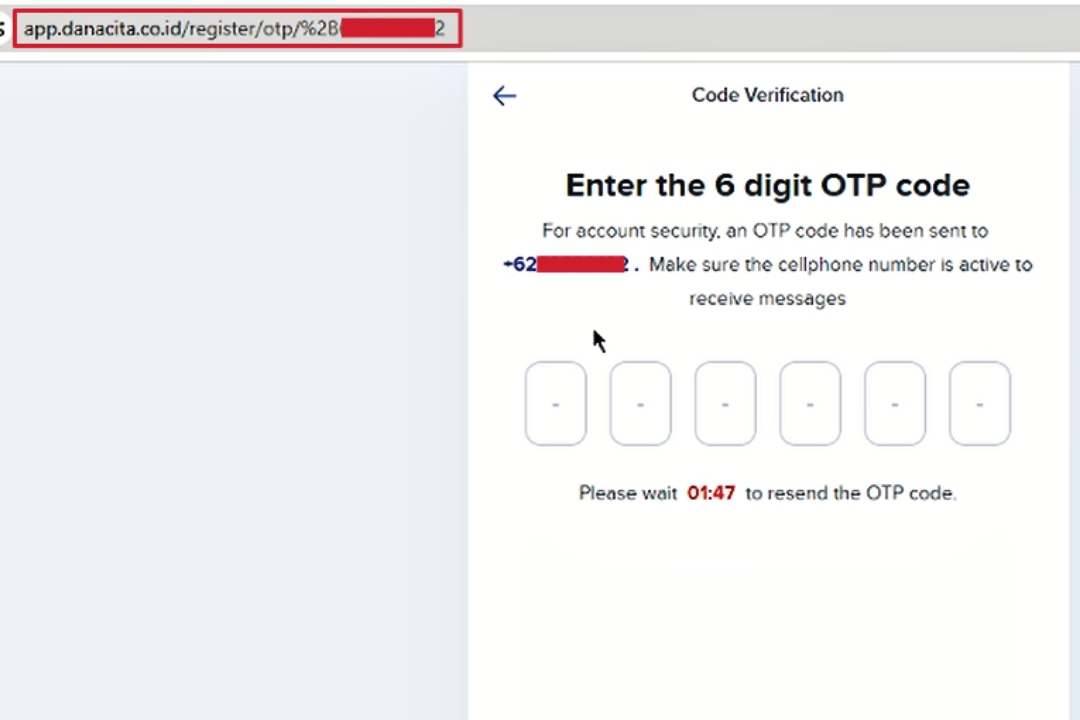 app.danacita.co.id/register/otp/%2B 2
Code Verification
Enter the 6 digit OTP code
For account security, an OTP code has been sent to
+62 2 . Make sure the cellphone number is active to
receive messages
- - - - - -
Please wait 01:47 to resend the OTP code.